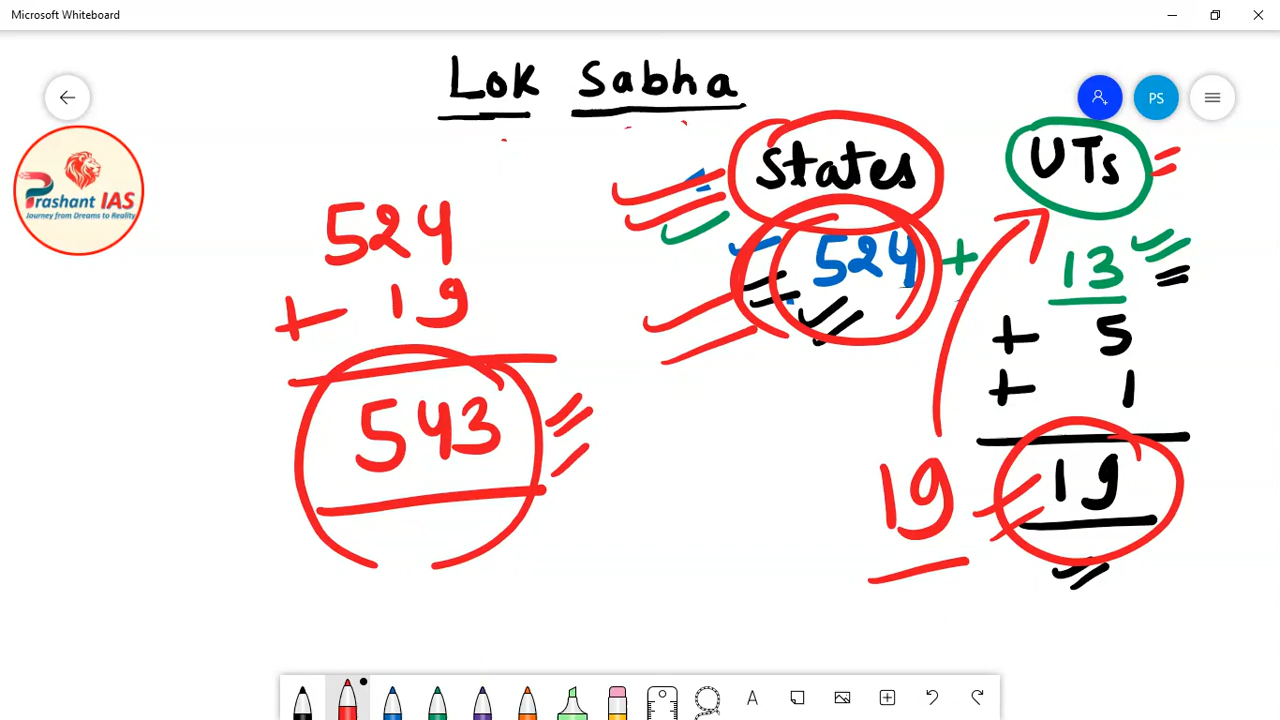 Microsoft Whiteboard
Lok Sabha
PS
Prashant IAS
Journey from Dreams to Reality
States UTs
524 + 13
+ 5
+ 1
19
19
524
+ 19
543
A